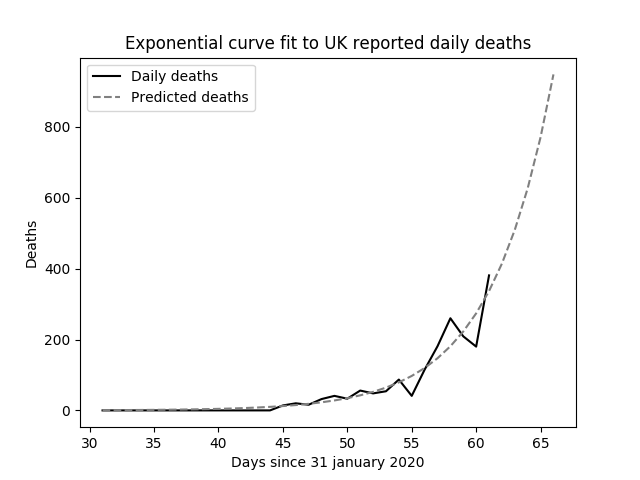 Exponential curve fit to UK reported daily deaths
Daily deaths
Predicted deaths
800
600
400
200
0
Deaths
30 35 40 45 50 55 60 65
Days since 31 january 2020